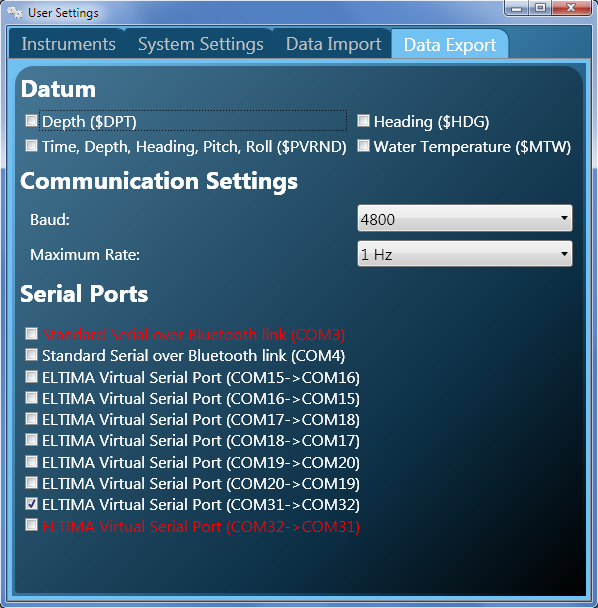 User Settings
Instruments System Settings Data Import Data Export
Datum
Depth ($DPT) Heading ($HDG)
Time, Depth, Heading, Pitch, Roll ($PVRND) Water Temperature ($MTW)
Communication Settings
Baud: 4800
Maximum Rate: 1 Hz
Serial Ports
Standard Serial over Bluetooth link (COM3)
Standard Serial over Bluetooth link (COM4)
ELTIMA Virtual Serial Port (COM15->COM16)
ELTIMA Virtual Serial Port (COM16->COM15)
ELTIMA Virtual Serial Port (COM17->COM18)
ELTIMA Virtual Serial Port (COM18->COM17)
ELTIMA Virtual Serial Port (COM19->COM20)
ELTIMA Virtual Serial Port (COM20->COM19)
ELTIMA Virtual Serial Port (COM31->COM32)
ELTIMA Virtual Serial Port (COM32->COM31)